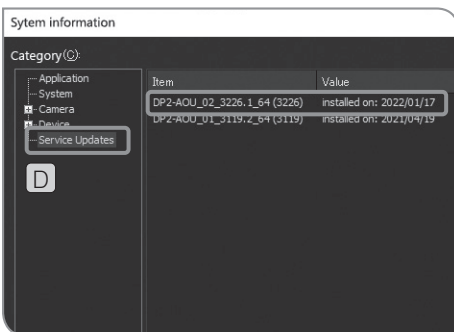 Sytem information
Category(C):
Application
System
Camera
Device
Service Updates
D
Item Value
DP2-AOU_02_3226.1_64 (3226) installed on: 2022/01/17
DP2-AOU_01_3119.2_64 (3119) installed on: 2021/04/19